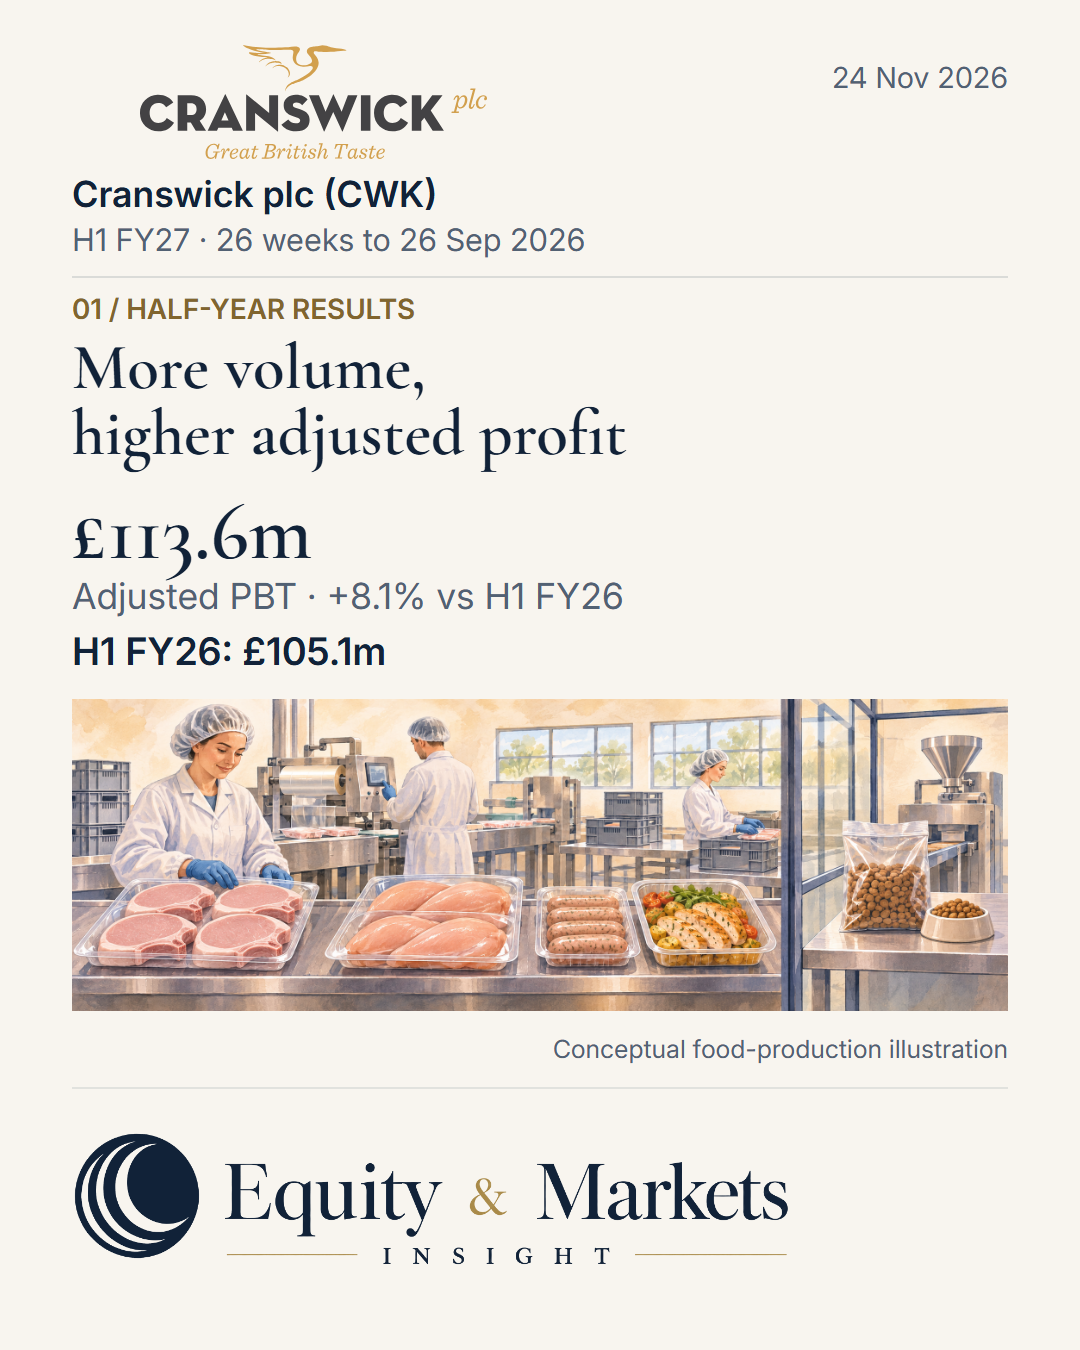 CRANSWICK plc
Great British Taste
24 Nov 2026
Cranswick plc (CWK)
H1 FY27 · 26 weeks to 26 Sep 2026
01 / HALF-YEAR RESULTS
More volume,
higher adjusted profit
£113.6m
Adjusted PBT · +8.1% vs H1 FY26
H1 FY26: £105.1m
Conceptual food-production illustration
Equity & Markets
INSIGHT